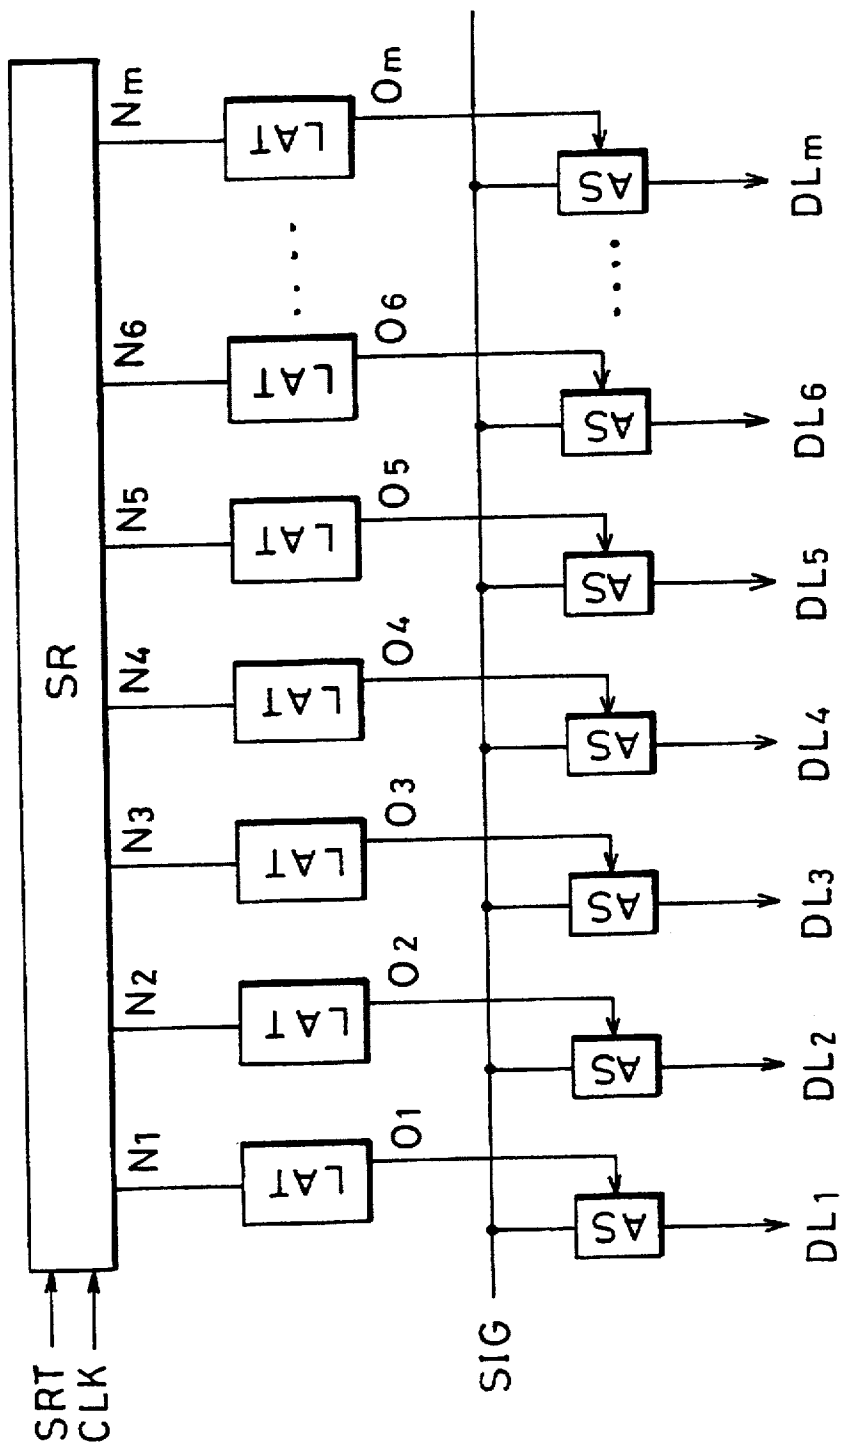 SRT
CLK
SR
N1 N2 N3 N4 N5 N6 Nm
LAT LAT LAT LAT LAT LAT LAT
O1 O2 O3 O4 O5 O6 Om
SIG
AS AS AS AS AS AS AS
DL1 DL2 DL3 DL4 DL5 DL6 DLm